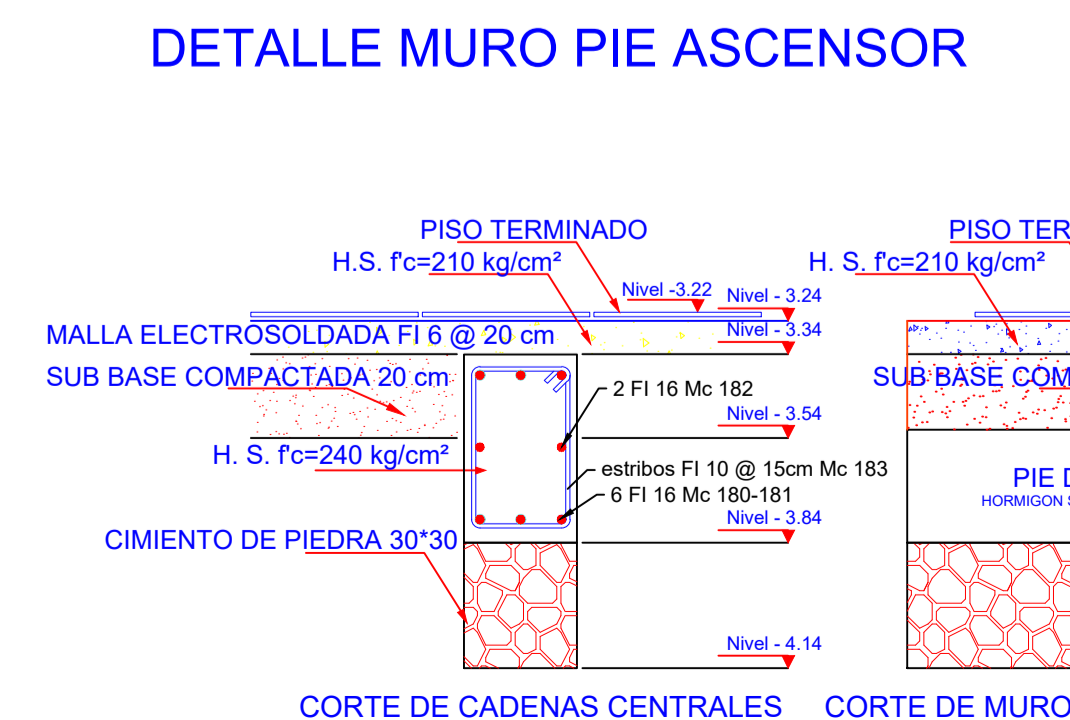 DETALLE MURO PIE ASCENSOR
PISO TERMINADO
H.S. f'c=210 kg/cm²
Nivel -3.22
Nivel - 3.24
MALLA ELECTROSOLDADA FI 6 @ 20 cm
Nivel - 3.34
SUB BASE COMPACTADA 20 cm
2 FI 16 Mc 182
Nivel - 3.54
H. S. f'c=240 kg/cm²
estribos FI 10 @ 15cm Mc 183
6 FI 16 Mc 180-181
Nivel - 3.84
CIMIENTO DE PIEDRA 30*30
Nivel - 4.14
CORTE DE CADENAS CENTRALES
PISO TER
H. S. f'c=210 kg/cm²
SUB BASE COM
PIE D
HORMIGON S
CORTE DE MURO